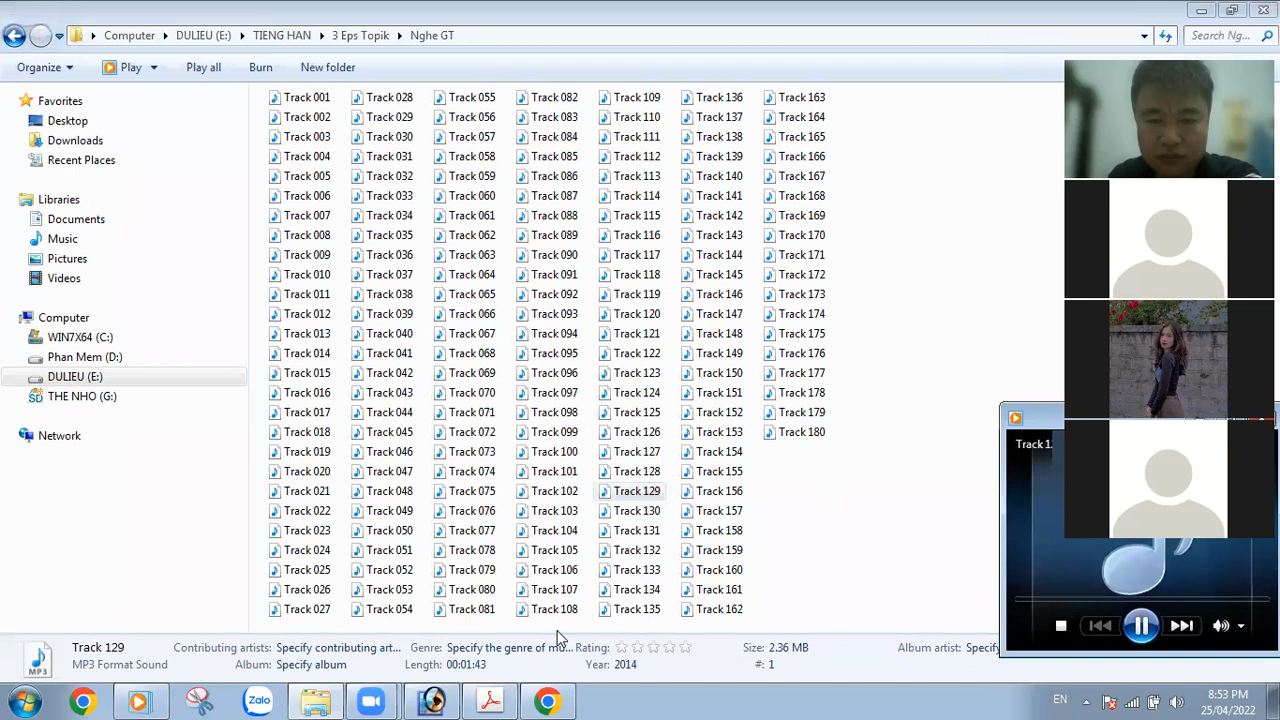 Computer DULIEU (E:) TIENG HAN 3 Eps Topik Nghe GT Search Ng...
Organize Play Play all Burn New folder
Favorites
Desktop
Downloads
Recent Places
Libraries
Documents
Music
Pictures
Videos
Computer
WIN7X64 (C:)
Phan Mem (D:)
DULIEU (E:)
THE NHO (G:)
Network
Track 001 Track 028 Track 055 Track 082 Track 109 Track 136 Track 163
Track 002 Track 029 Track 056 Track 083 Track 110 Track 137 Track 164
Track 003 Track 030 Track 057 Track 084 Track 111 Track 138 Track 165
Track 004 Track 031 Track 058 Track 085 Track 112 Track 139 Track 166
Track 005 Track 032 Track 059 Track 086 Track 113 Track 140 Track 167
Track 006 Track 033 Track 060 Track 087 Track 114 Track 141 Track 168
Track 007 Track 034 Track 061 Track 088 Track 115 Track 142 Track 169
Track 008 Track 035 Track 062 Track 089 Track 116 Track 143 Track 170
Track 009 Track 036 Track 063 Track 090 Track 117 Track 144 Track 171
Track 010 Track 037 Track 064 Track 091 Track 118 Track 145 Track 172
Track 011 Track 038 Track 065 Track 092 Track 119 Track 146 Track 173
Track 012 Track 039 Track 066 Track 093 Track 120 Track 147 Track 174
Track 013 Track 040 Track 067 Track 094 Track 121 Track 148 Track 175
Track 014 Track 041 Track 068 Track 095 Track 122 Track 149 Track 176
Track 015 Track 042 Track 069 Track 096 Track 123 Track 150 Track 177
Track 016 Track 043 Track 070 Track 097 Track 124 Track 151 Track 178
Track 017 Track 044 Track 071 Track 098 Track 125 Track 152 Track 179
Track 018 Track 045 Track 072 Track 099 Track 126 Track 153 Track 180
Track 019 Track 046 Track 073 Track 100 Track 127 Track 154
Track 020 Track 047 Track 074 Track 101 Track 128 Track 155
Track 021 Track 048 Track 075 Track 102 Track 129 Track 156
Track 022 Track 049 Track 076 Track 103 Track 130 Track 157
Track 023 Track 050 Track 077 Track 104 Track 131 Track 158
Track 024 Track 051 Track 078 Track 105 Track 132 Track 159
Track 025 Track 052 Track 079 Track 106 Track 133 Track 160
Track 026 Track 053 Track 080 Track 107 Track 134 Track 161
Track 027 Track 054 Track 081 Track 108 Track 135 Track 162
Track 1
Track 129 Contributing artists: Specify contributing art... Genre: Specify the genre of m Rating: Size: 2.36 MB Album artist: Specify
MP3 Format Sound Album: Specify album Length: 00:01:43 Year: 2014 #: 1
Zalo
EN
8:53 PM
25/04/2022